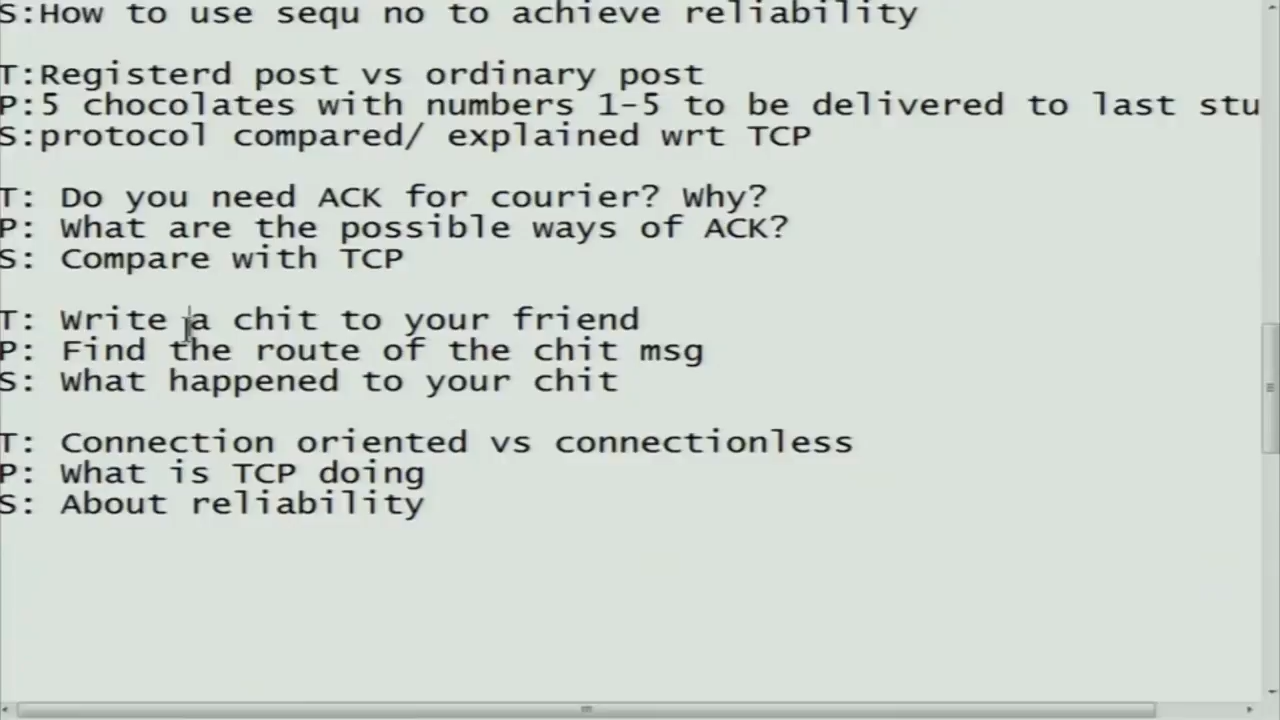 S:How to use sequ no to achieve reliability
T:Registerd post vs ordinary post
P:5 chocolates with numbers 1-5 to be delivered to last stu
S:protocol compared/ explained wrt TCP
T: Do you need ACK for courier? Why?
P: What are the possible ways of ACK?
S: Compare with TCP
T: Write a chit to your friend
P: Find the route of the chit msg
S: What happened to your chit
T: Connection oriented vs connectionless
P: What is TCP doing
S: About reliability